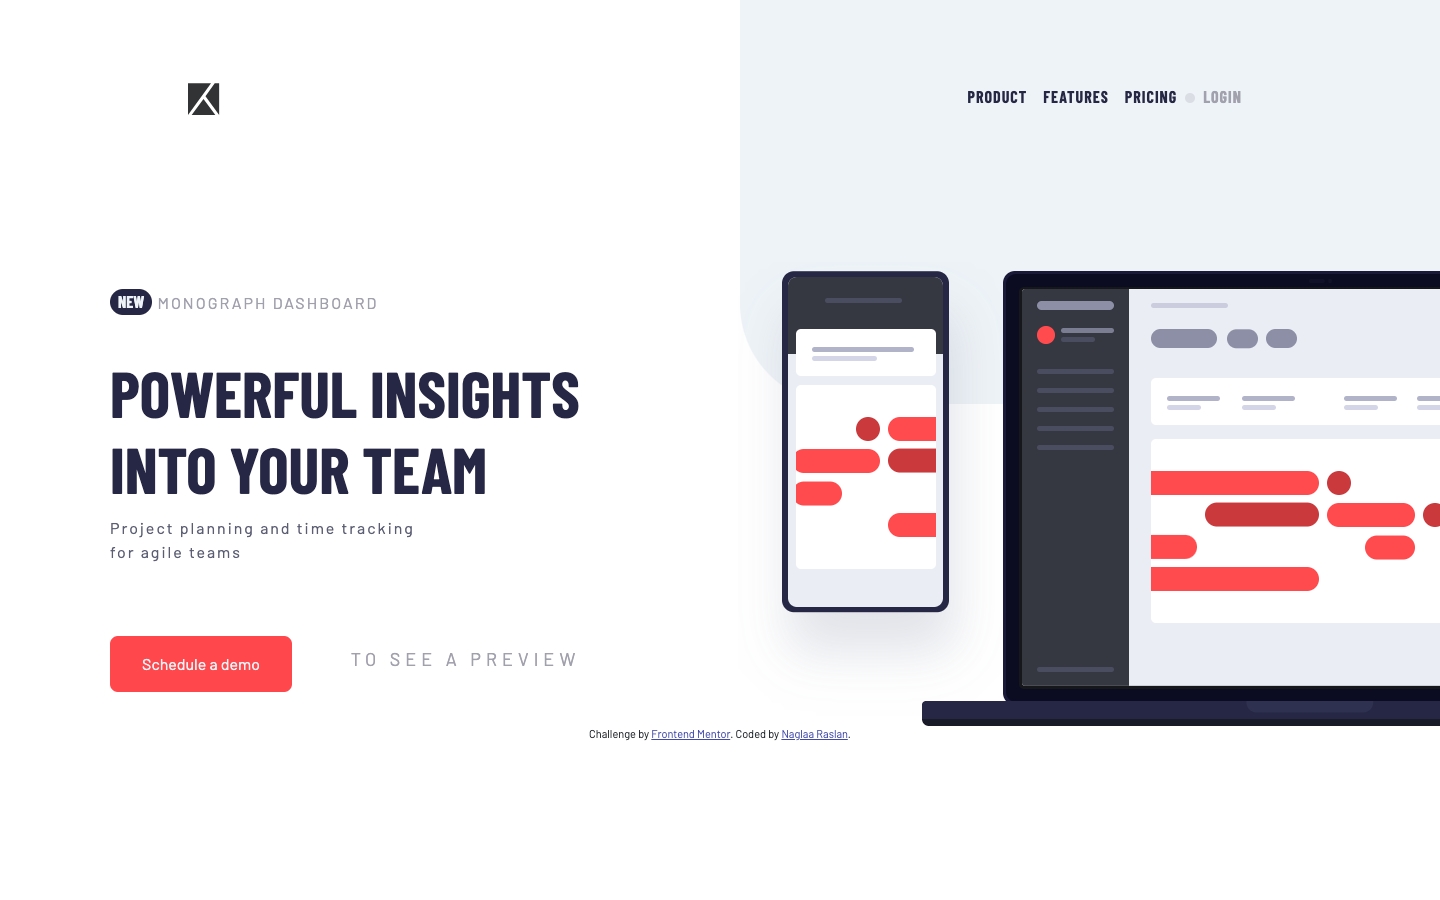 PRODUCT FEATURES PRICING LOGIN
NEW MONOGRAPH DASHBOARD
POWERFUL INSIGHTS
INTO YOUR TEAM
Project planning and time tracking
for agile teams
Schedule a demo
TO SEE A PREVIEW
Challenge by Frontend Mentor. Coded by Naglaa Raslan.